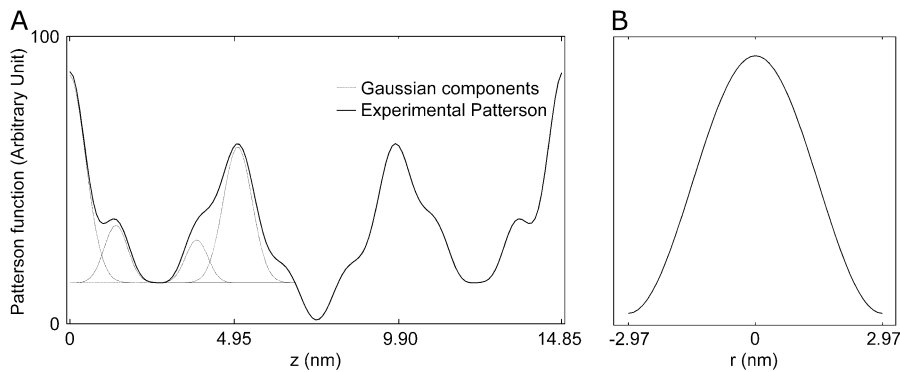 A
100
Patterson function (Arbitrary Unit)
Gaussian components
Experimental Patterson
0
0 4.95 9.90 14.85
z (nm)
B
-2.97 0 2.97
r (nm)